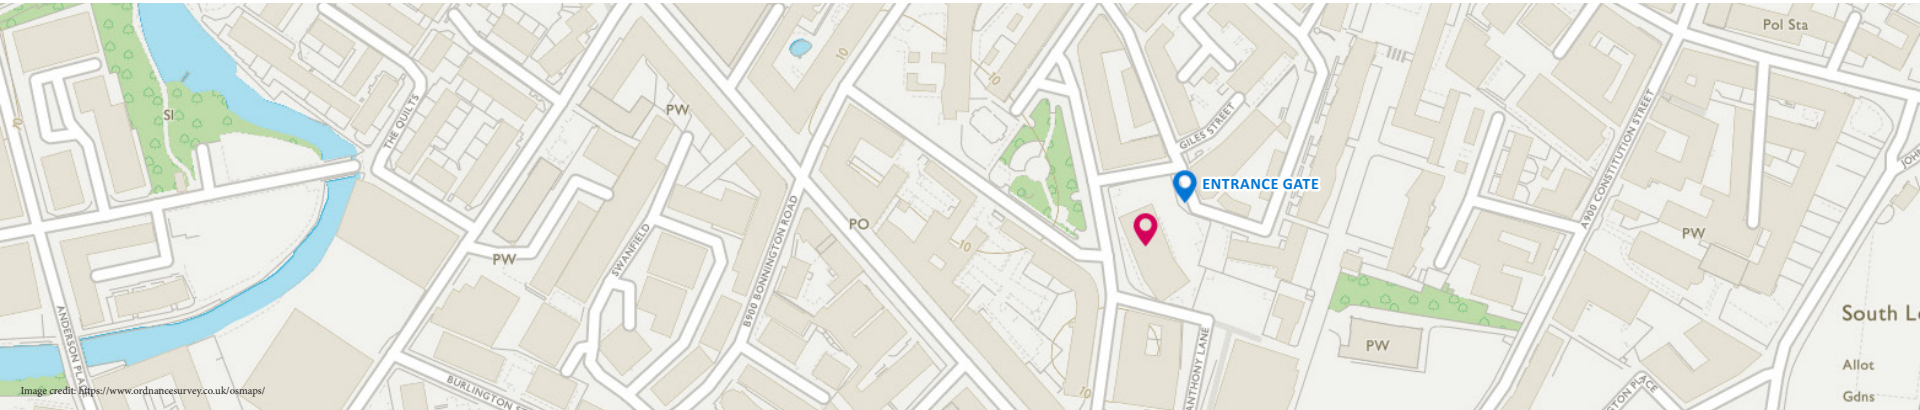 Pol Sta
SI
THE QUILTS
PW
10
10
10
GILES STREET
A900 CONSTITUTION STREET
ENTRANCE GATE
PO
PW
PW
SWANFIELD
B900 BONNINGTON ROAD
10
South
ANDERSON
ANTHONY LANE
PW
Allot
Gdns
BURLINGTON
10
Image credit: https://www.ordnancesurvey.co.uk/osmaps/